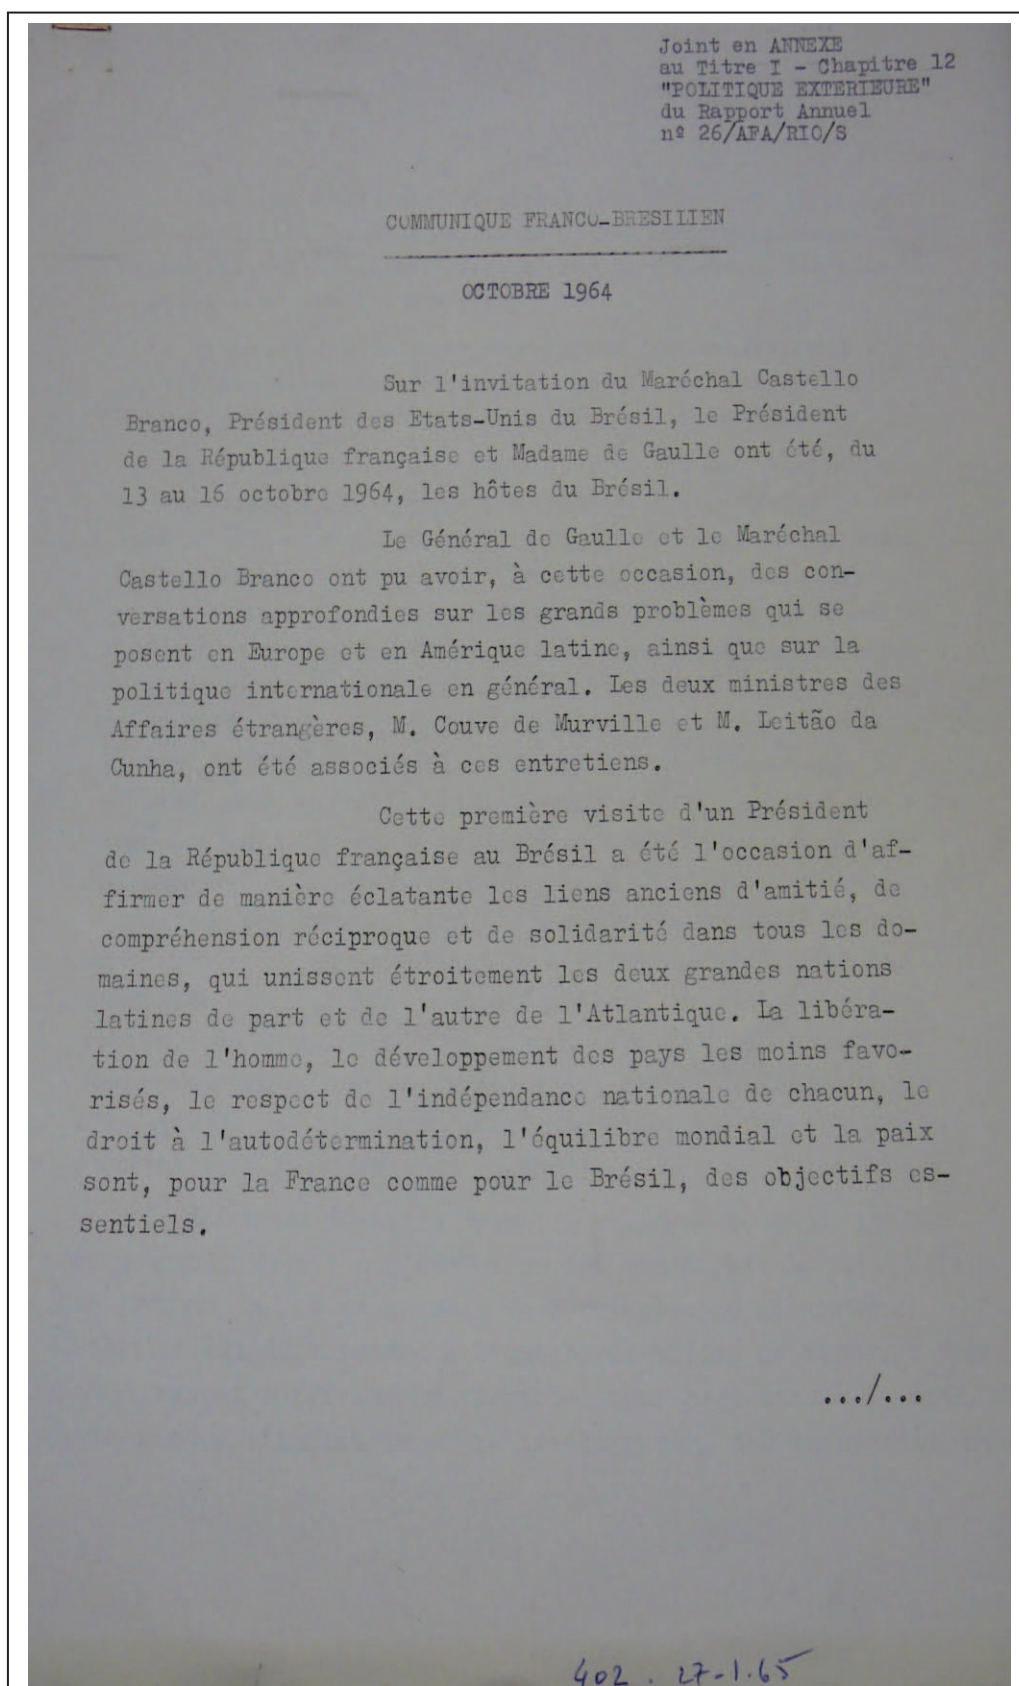 Joint en ANNEXE
au Titre I - Chapitre 12
"POLITIQUE EXTERIEURE"
du Rapport Annuel
nº 26/AFA/RIO/S
COMMUNIQUE FRANCO-BRESILIEN
OCTOBRE 1964
Sur l'invitation du Maréchal Castello
Branco, Président des Etats-Unis du Brésil, le Président
de la République française et Madame de Gaulle ont été, du
13 au 16 octobre 1964, les hôtes du Brésil.
Le Général de Gaulle et le Maréchal
Castello Branco ont pu avoir, à cette occasion, des con-
versations approfondies sur les grands problèmes qui se
posent en Europe et en Amérique latine, ainsi que sur la
politique internationale en général. Les deux ministres des
Affaires étrangères, M. Couve de Murville et M. Leitão da
Cunha, ont été associés à ces entretiens.
Cette première visite d'un Président
de la République française au Brésil a été l'occasion d'af-
firmer de manière éclatante les liens anciens d'amitié, de
compréhension réciproque et de solidarité dans tous les do-
maines, qui unissent étroitement les deux grandes nations
latines de part et de l'autre de l'Atlantique. La libéra-
tion de l'homme, le développement des pays les moins favo-
risés, le respect de l'indépendance nationale de chacun, le
droit à l'autodétermination, l'équilibre mondial et la paix
sont, pour la France comme pour le Brésil, des objectifs es-
sentiels.
.../...
402 . 27-1.65